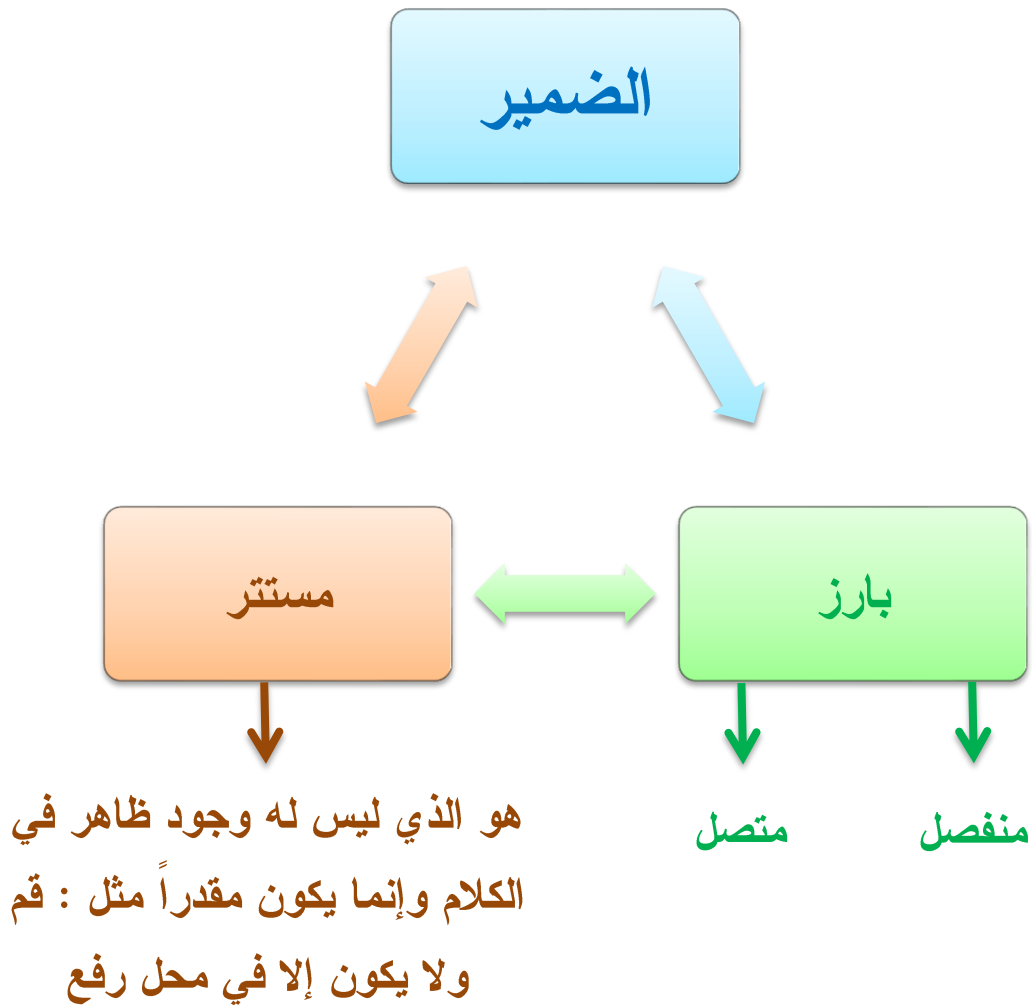 الضمير
بارز
مستتر
منفصل
متصل
هو الذي ليس له وجود ظاهر في
الكلام وإنما يكون مقدراً مثل : قم
ولا يكون إلا في محل رفع